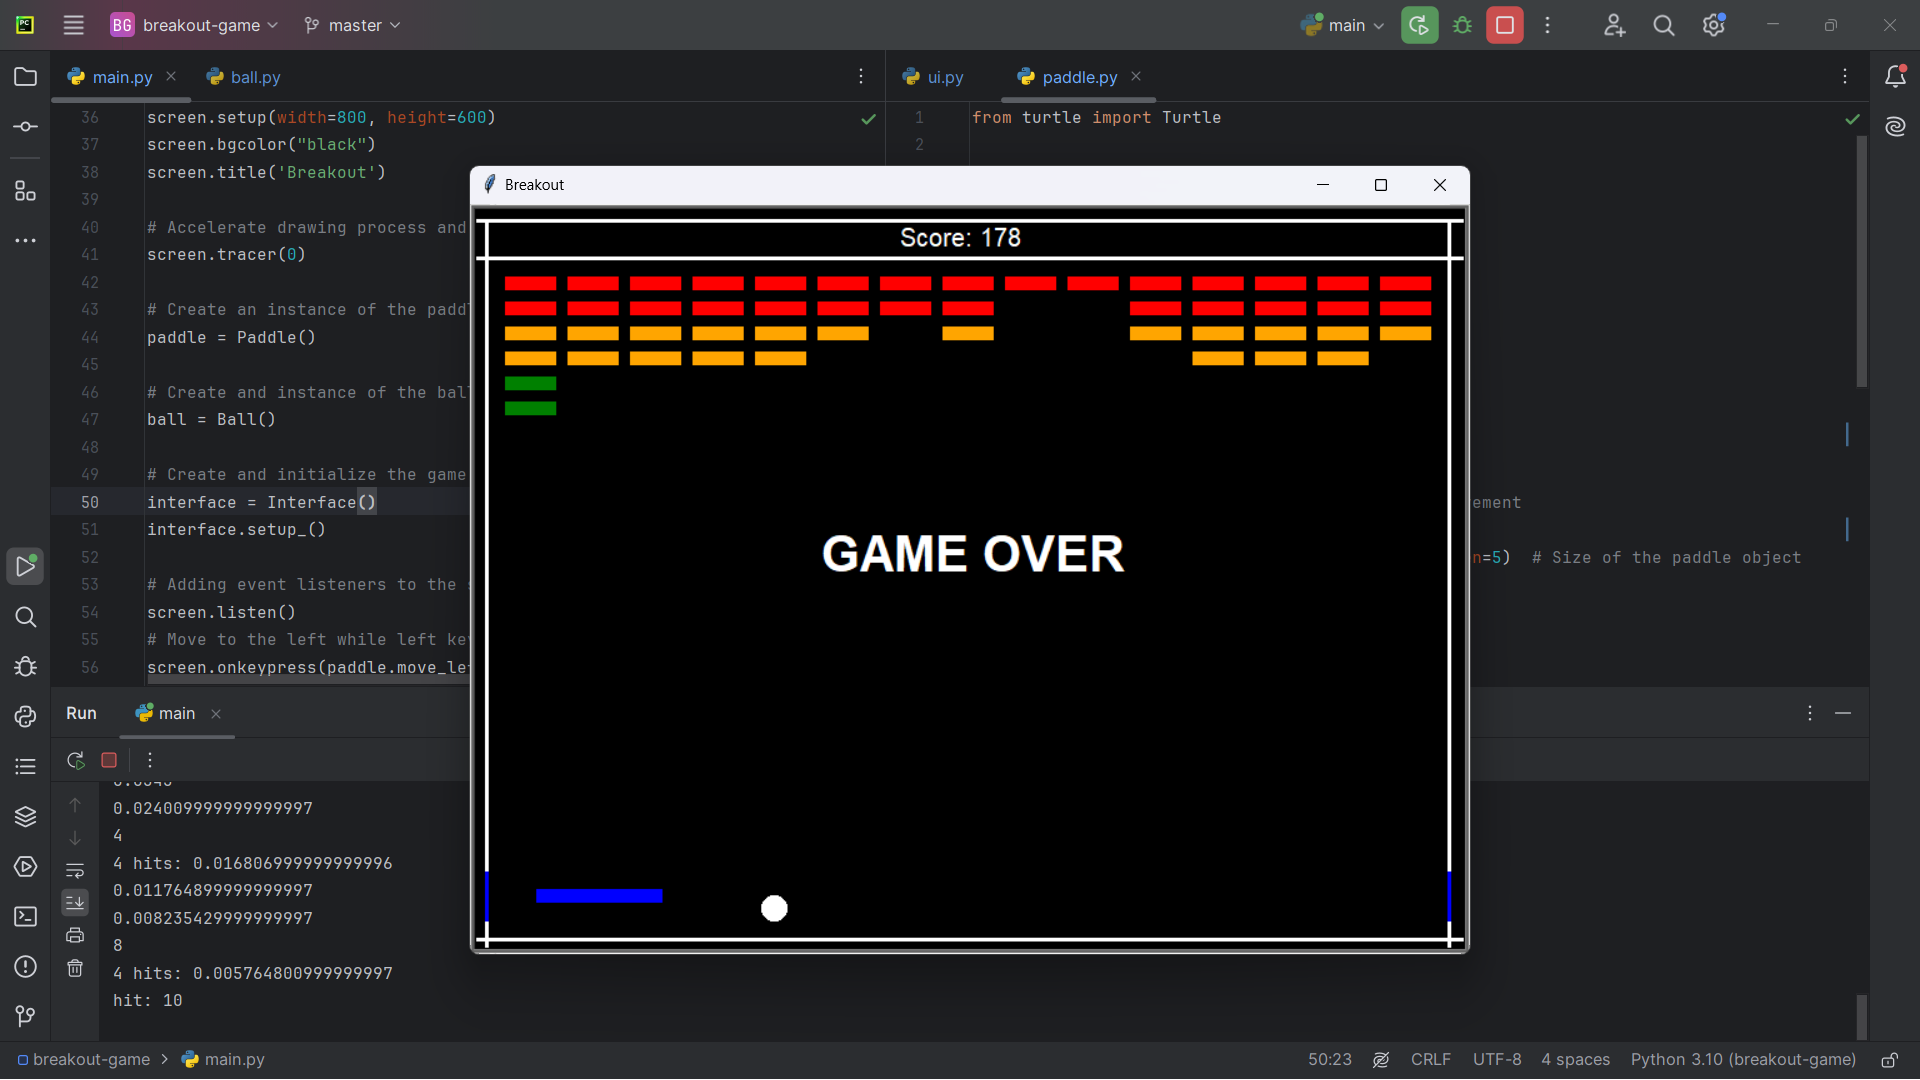 PC
BG breakout-game
master
main
main.py
ball.py
ui.py
paddle.py
36 screen.setup(width=800, height=600)
37 screen.bgcolor("black")
38 screen.title('Breakout')
39
40 # Accelerate drawing process and
41 screen.tracer(0)
42
43 # Create an instance of the padd
44 paddle = Paddle()
45
46 # Create and instance of the bal
47 ball = Ball()
48
49 # Create and initialize the game
50 interface = Interface()
51 interface.setup_()
52
53 # Adding event listeners to the
54 screen.listen()
55 # Move to the left while left ke
56 screen.onkeypress(paddle.move_le
1 from turtle import Turtle
2
ement
n=5) # Size of the paddle object
Breakout
Score: 178
GAME OVER
Run
main
0.024009999999999997
4
4 hits: 0.016806999999999996
0.011764899999999997
0.008235429999999997
8
4 hits: 0.005764800999999997
hit: 10
breakout-game > main.py
50:23
CRLF
UTF-8
4 spaces
Python 3.10 (breakout-game)